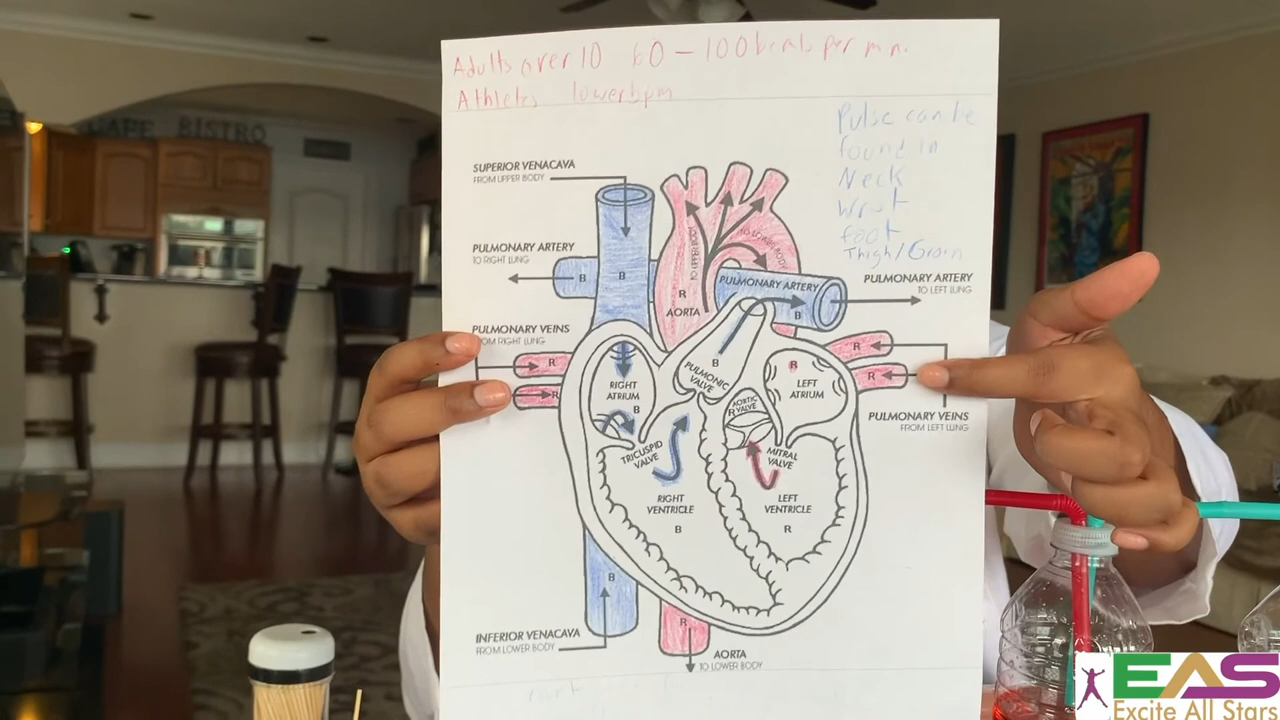 Adults over 10 60 - 100 beats per min.
Athletes lower bpm
CAFE BISTRO
Pulse can be
found in
Neck
Wrist
foot
Thigh/Groin
SUPERIOR VENACAVA
FROM UPPER BODY
PULMONARY ARTERY
TO RIGHT LUNG
B
B
TO UPPER BODY
TO LOWER BODY
R
AORTA
PULMONARY ARTERY
B
PULMONARY ARTERY
TO LEFT LUNG
PULMONARY VEINS
FROM RIGHT LUNG
R
R
RIGHT
ATRIUM
B
B
PULMONIC
VALVE
AORTIC
VALVE
R
R
LEFT
ATRIUM
R
R
PULMONARY VEINS
FROM LEFT LUNG
TRICUSPID
VALVE
MITRAL
VALVE
RIGHT
VENTRICLE
B
LEFT
VENTRICLE
R
B
R
INFERIOR VENACAVA
FROM LOWER BODY
AORTA
TO LOWER BODY
EAS
Excite All Stars